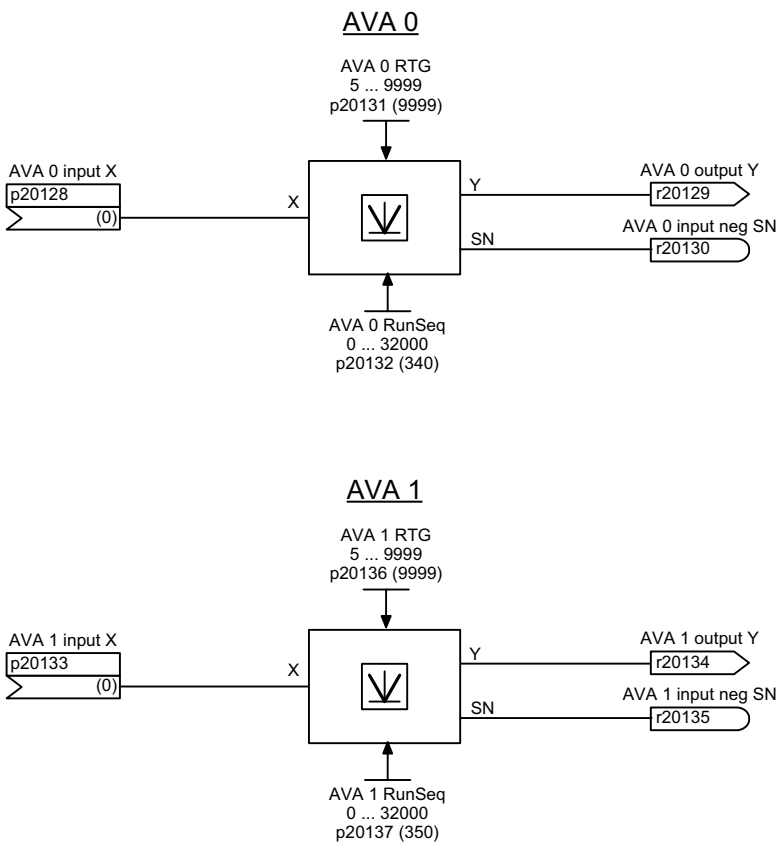 AVA 0
AVA 0 RTG
5 ... 9999
p20131 (9999)
AVA 0 input X
p20128
(0)
X
Y
SN
AVA 0 output Y
r20129
AVA 0 input neg SN
r20130
AVA 0 RunSeq
0 ... 32000
p20132 (340)
AVA 1
AVA 1 RTG
5 ... 9999
p20136 (9999)
AVA 1 input X
p20133
(0)
X
Y
SN
AVA 1 output Y
r20134
AVA 1 input neg SN
r20135
AVA 1 RunSeq
0 ... 32000
p20137 (350)